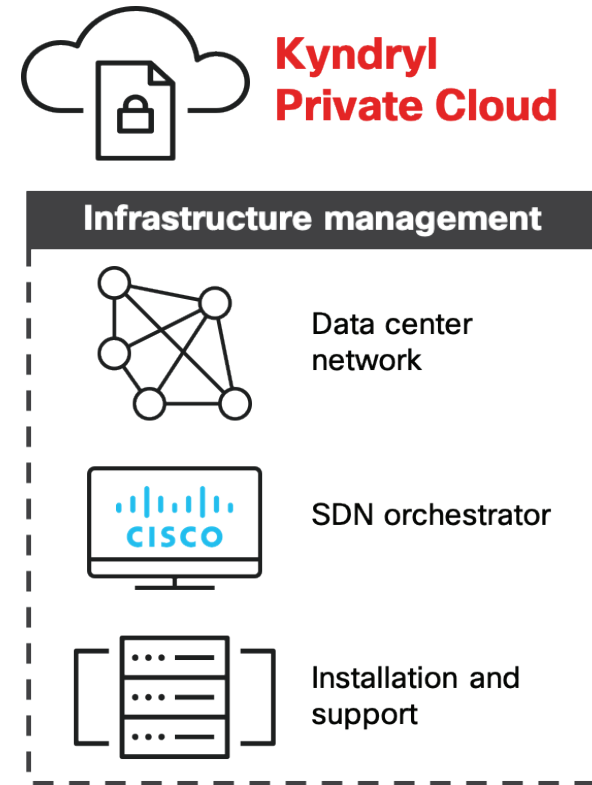 Kyndryl
Private Cloud
Infrastructure management
Data center
network
CISCO
SDN orchestrator
Installation and
support